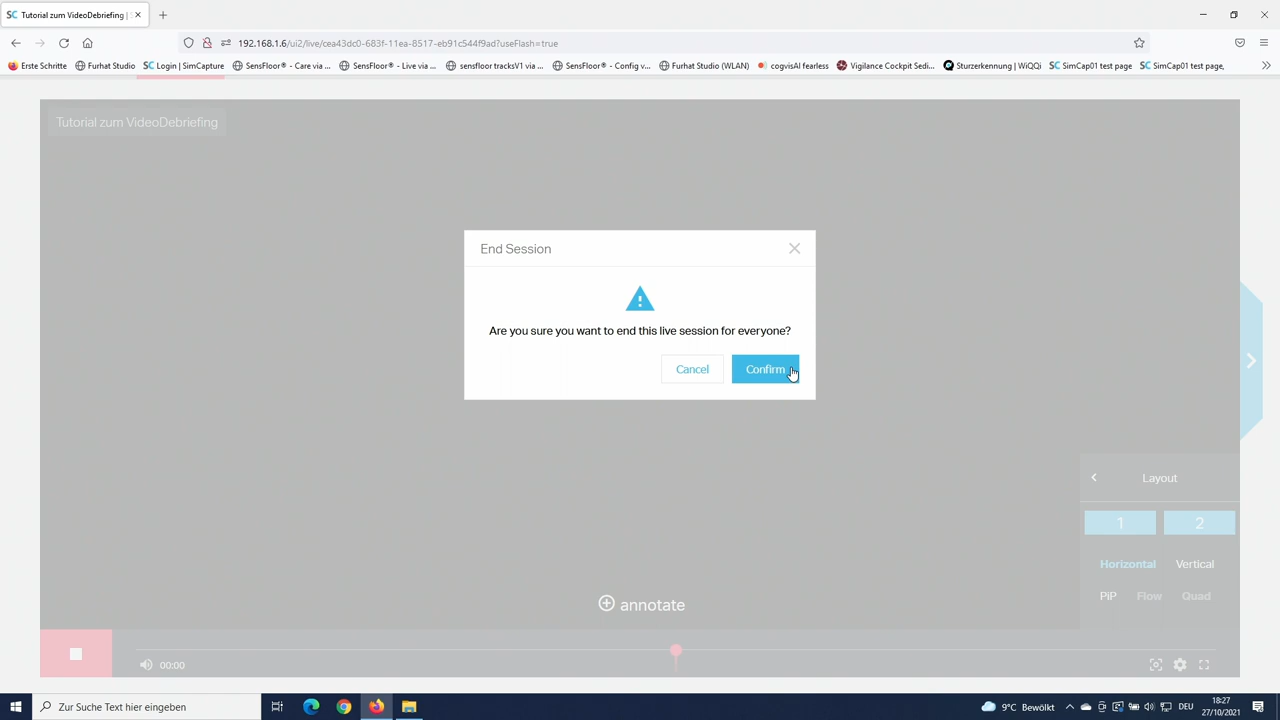 SC Tutorial zum VideoDebriefing |
192.168.1.6/ui2/live/cea43dc0-683f-11ea-8517-eb91c544f9ad?useFlash=true
Erste Schritte Furhat Studio SC Login | SimCapture SensFloor® - Care via ... SensFloor® - Live via ... sensfloor tracksV1 via ... SensFloor® - Config v... Furhat Studio (WLAN) cogvisAI fearless Vigilance Cockpit Sedi... Sturzerkennung | WiQQi SC SimCap01 test page SC SimCap01 test page,
Tutorial zum VideoDebriefing
End Session
Are you sure you want to end this live session for everyone?
Cancel Confirm
Layout
1 2
Horizontal Vertical
PiP Flow Quad
annotate
00:00
Zur Suche Text hier eingeben
9°C Bewölkt
DEU
18:27
27/10/2021